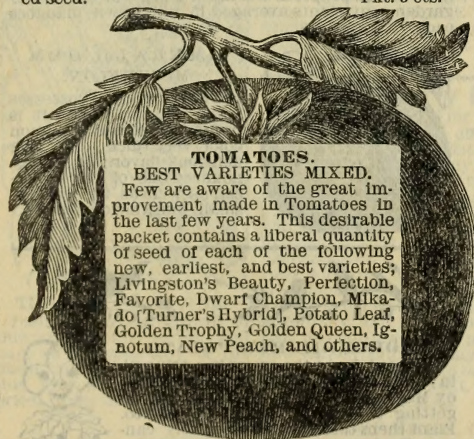 ed seed.
TOMATOES.
BEST VARIETIES MIXED.
Few are aware of the great im-
provement made in Tomatoes in
the last few years. This desirable
packet contains a liberal quantity
of seed of each of the following
new, earliest, and best varieties;
Livingston's Beauty, Perfection,
Favorite, Dwarf Champion, Mika-
do [Turner's Hybrid], Potato Leaf,
Golden Trophy, Golden Queen, Ig-
notum, New Peach, and others.